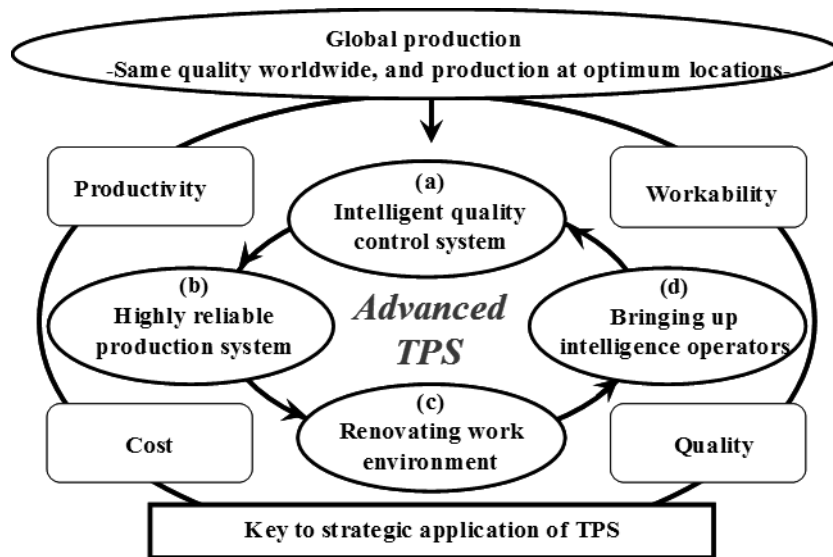 Global production
-Same quality worldwide, and production at optimum locations-
Productivity
Workability
(a)
Intelligent quality
control system
(b)
Highly reliable
production system
Advanced
TPS
(d)
Bringing up
intelligence operators
(c)
Renovating work
environment
Cost
Quality
Key to strategic application of TPS